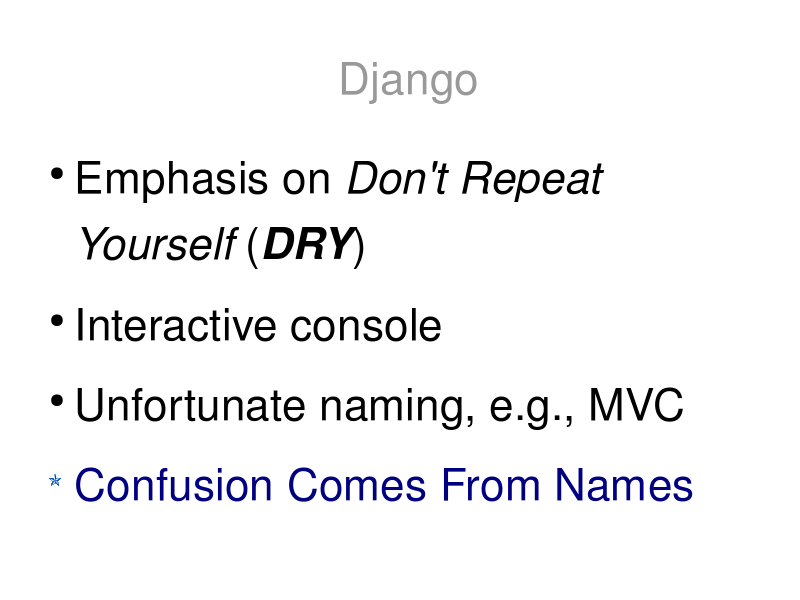 Django
• Emphasis on Don't Repeat
Yourself (DRY)
• Interactive console
• Unfortunate naming, e.g., MVC
* Confusion Comes From Names